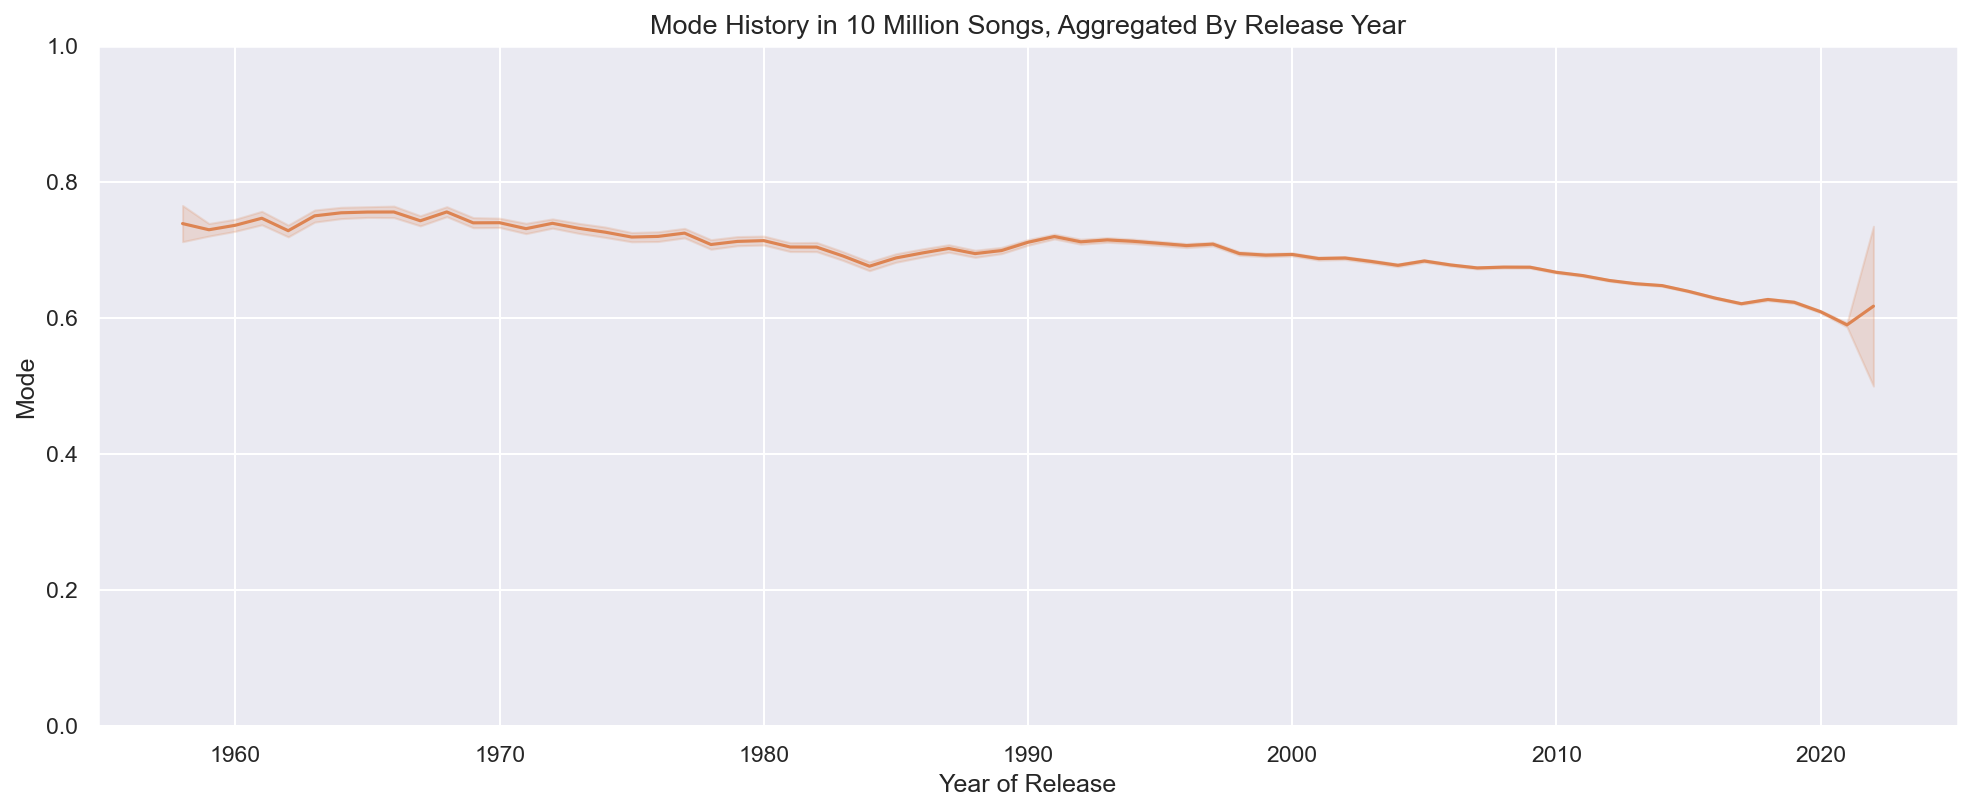 Mode History in 10 Million Songs, Aggregated By Release Year
1.0
0.8
0.6
0.4
0.2
0.0
Mode
1960 1970 1980 1990 2000 2010 2020
Year of Release